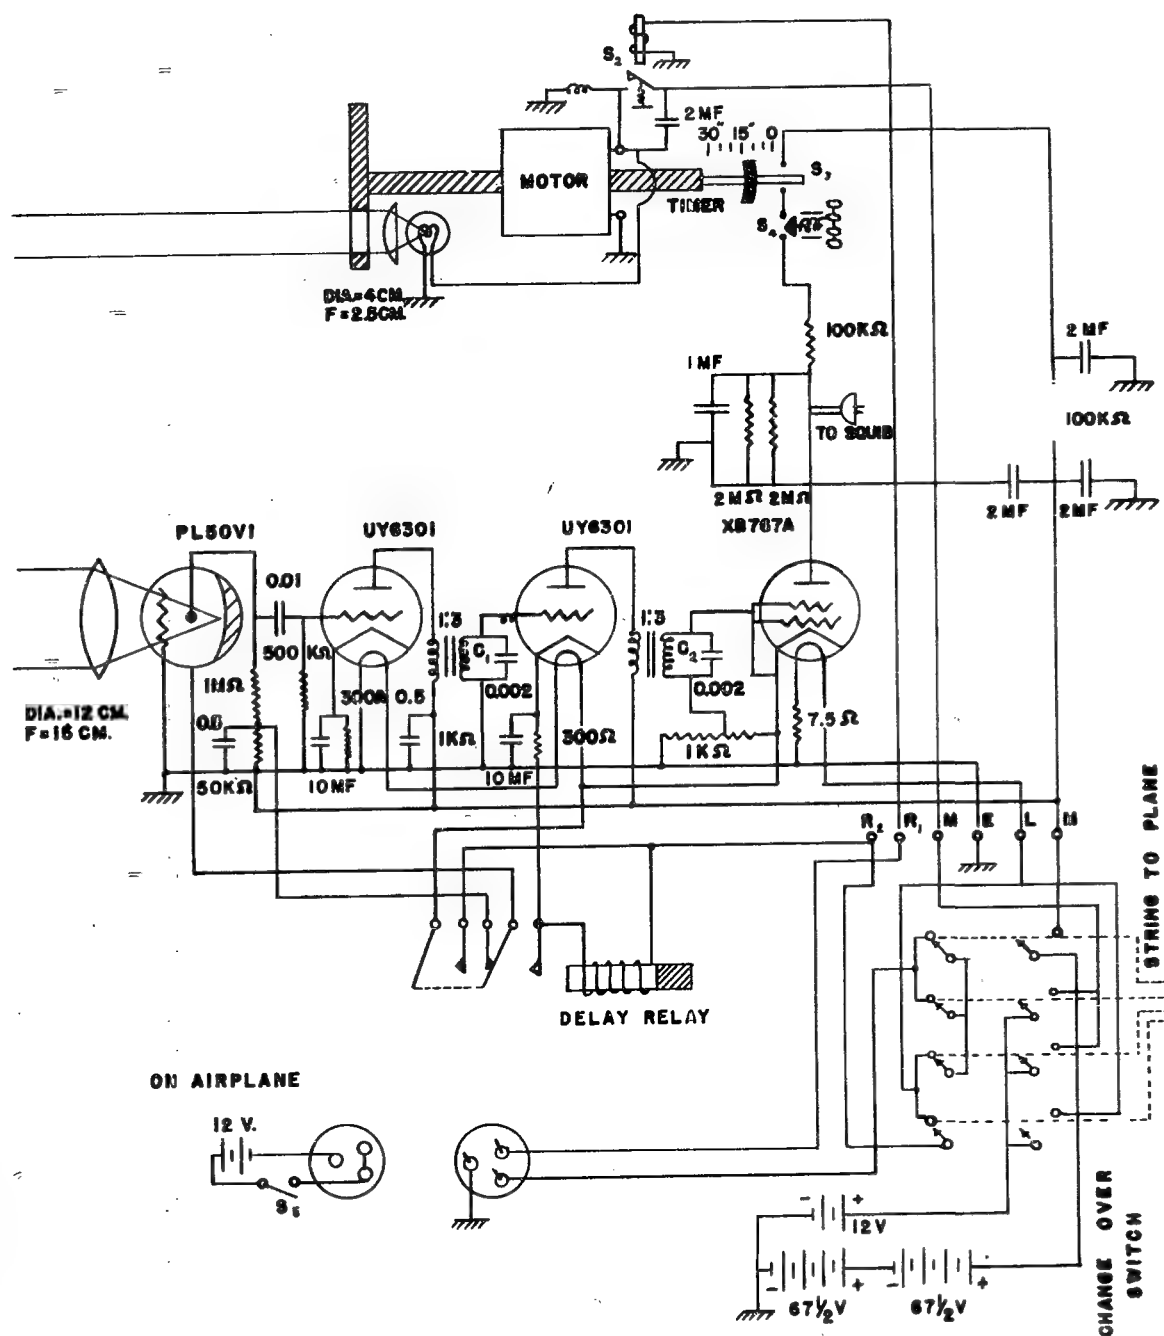 S₂
2 MF
30" 15" 0
MOTOR
S₃
TIMER
S₄
DIA.=4CM.
F=2.5CM.
100KΩ
2 MF
1 MF
TO SQUIB
100KΩ
2MΩ 2MΩ
2MF 2MF
XB767A
PL50V1
UY6301
UY6301
0.01
1:3
1:3
500 KΩ
C₁
C₂
1MΩ
300Ω 0.5
0.002
0.002
DIA.=12 CM.
F=16 CM.
0.5
1KΩ
300Ω
1KΩ
7.5Ω
50KΩ
10MF
10MF
R₂ R₁ M E L M
STRING TO PLANE
DELAY RELAY
ON AIRPLANE
12 V.
S₅
- +
12V
- + - +
67½V
67½V
CHANGE OVER
SWITCH